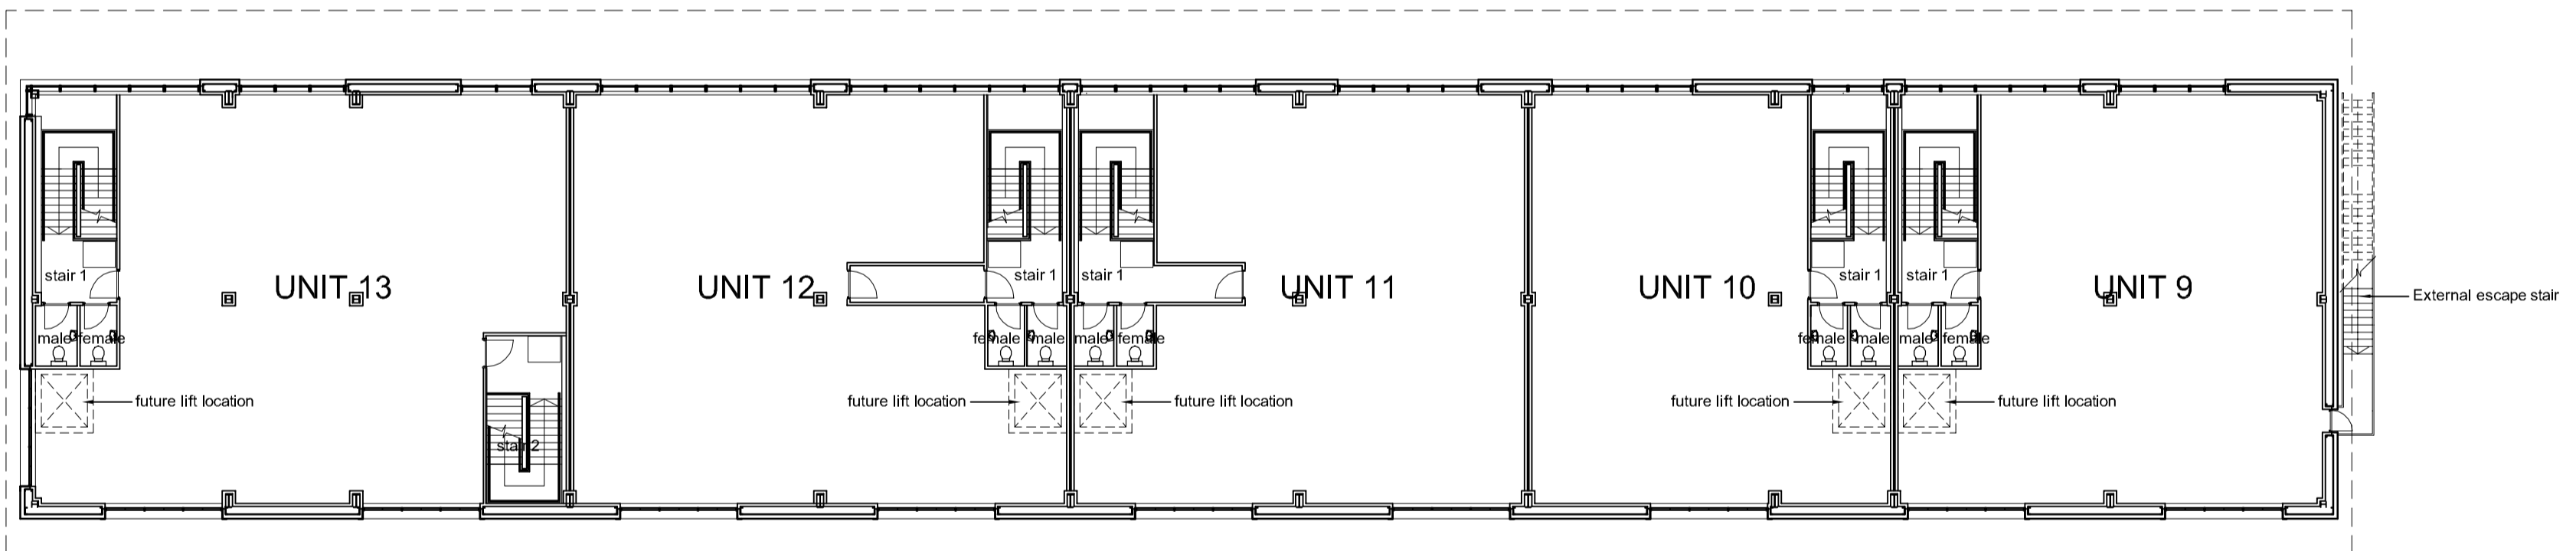 stair 1
UNIT 13
male
female
future lift location
stair 2
UNIT 12
stair 1
female
male
future lift location
stair 1
UNIT 11
male
female
future lift location
UNIT 10
stair 1
female
male
future lift location
stair 1
UNIT 9
male
female
future lift location
External escape stair